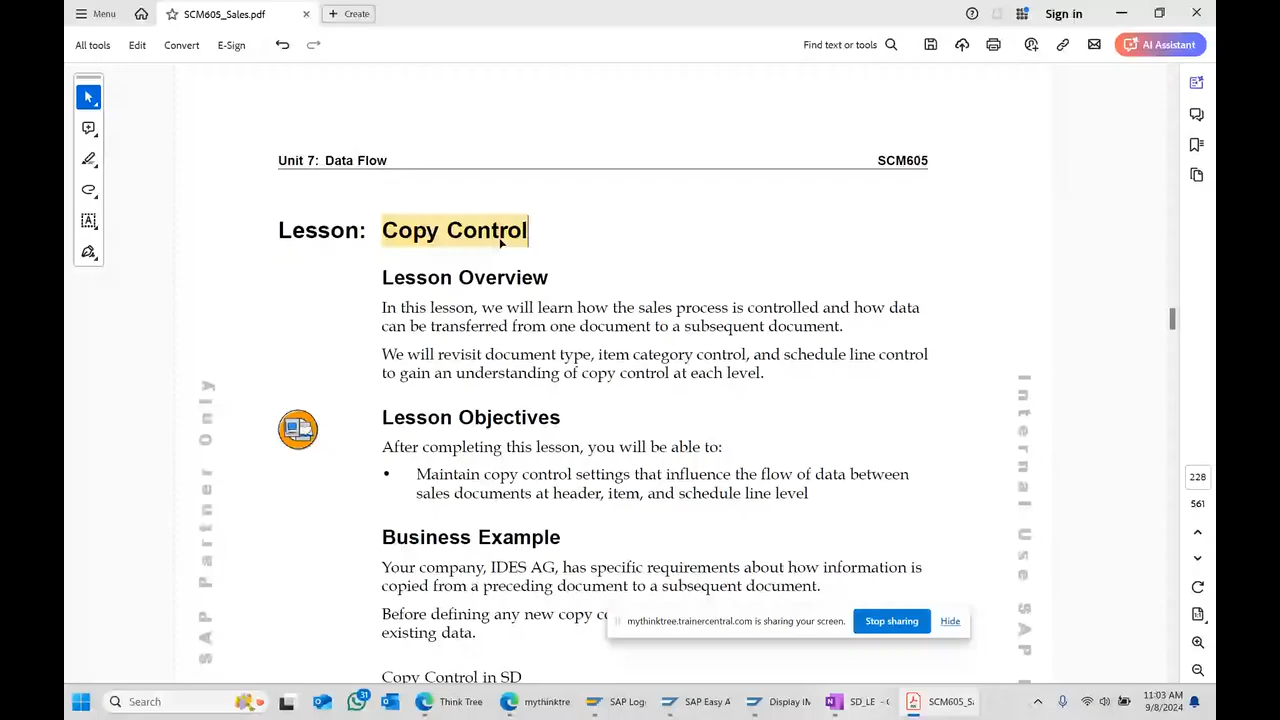 Menu
SCM605_Sales.pdf
Create
Sign in
All tools
Edit
Convert
E-Sign
Find text or tools
AI Assistant
Unit 7: Data Flow
SCM605
Lesson: Copy Control
Lesson Overview
In this lesson, we will learn how the sales process is controlled and how data
can be transferred from one document to a subsequent document.
We will revisit document type, item category control, and schedule line control
to gain an understanding of copy control at each level.
Lesson Objectives
After completing this lesson, you will be able to:
• Maintain copy control settings that influence the flow of data between
sales documents at header, item, and schedule line level
Business Example
Your company, IDES AG, has specific requirements about how information is
copied from a preceding document to a subsequent document.
Before defining any new copy co
existing data.
Copy Control in SD
SAP Partner Only
Internal Use SAP P
228
561
mythinktree.trainercentral.com is sharing your screen.
Stop sharing
Hide
Search
31
Think Tree
mythinktre
SAP Log
SAP Easy A
Display IM
SD_LE - C
SCM605_Sa
11:03 AM
9/8/2024